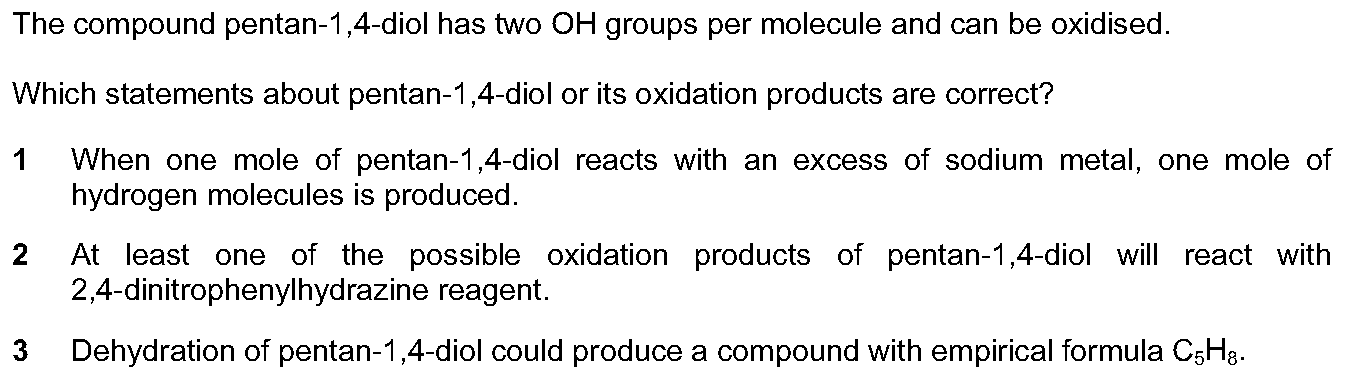 The compound pentan-1,4-diol has two OH groups per molecule and can be oxidised.
Which statements about pentan-1,4-diol or its oxidation products are correct?
1 When one mole of pentan-1,4-diol reacts with an excess of sodium metal, one mole of
hydrogen molecules is produced.
2 At least one of the possible oxidation products of pentan-1,4-diol will react with
2,4-dinitrophenylhydrazine reagent.
3 Dehydration of pentan-1,4-diol could produce a compound with empirical formula C₅H₈.